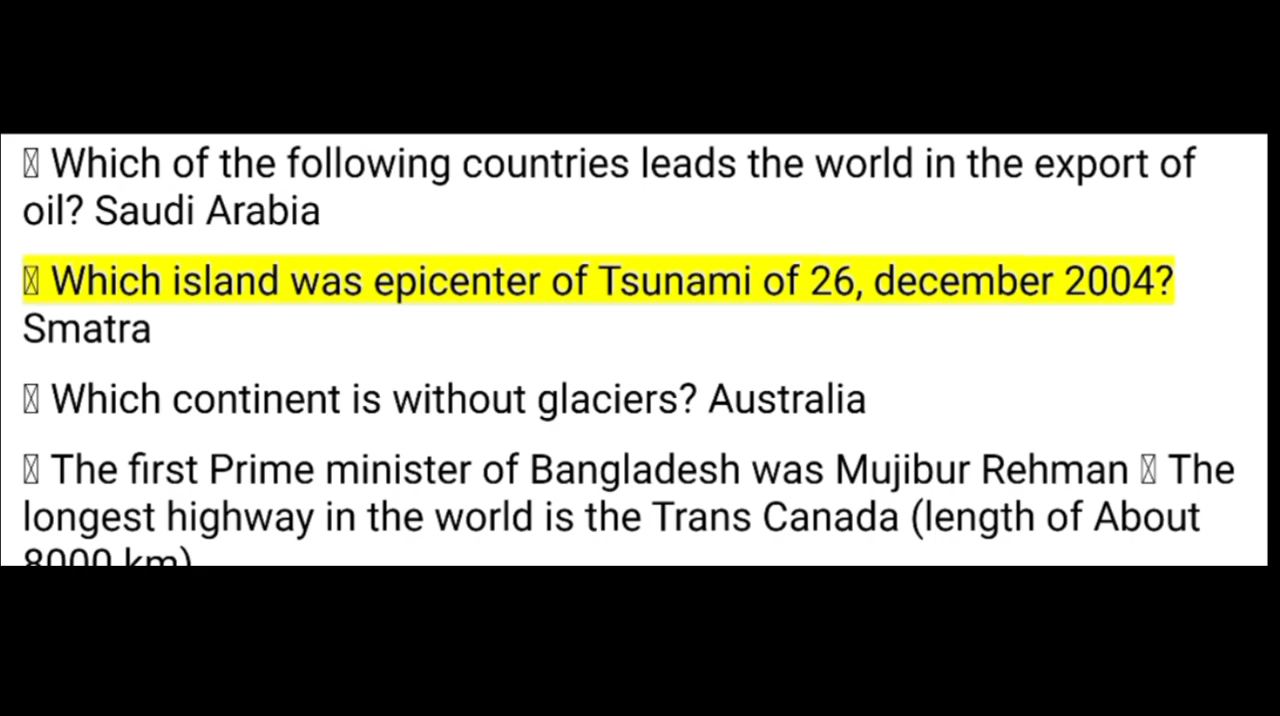 Which of the following countries leads the world in the export of
oil? Saudi Arabia
Which island was epicenter of Tsunami of 26, december 2004?
Smatra
Which continent is without glaciers? Australia
The first Prime minister of Bangladesh was Mujibur Rehman The
longest highway in the world is the Trans Canada (length of About
8000 km)